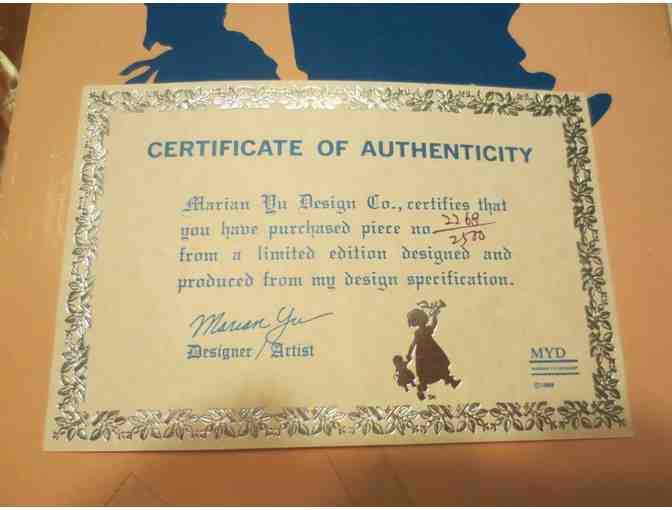 CERTIFICATE OF AUTHENTICITY
Marian Yu Design Co., certifies that
you have purchased piece no. 2268/2500
from a limited edition designed and
produced from my design specification.
Marian Yu
Designer/Artist
MYD